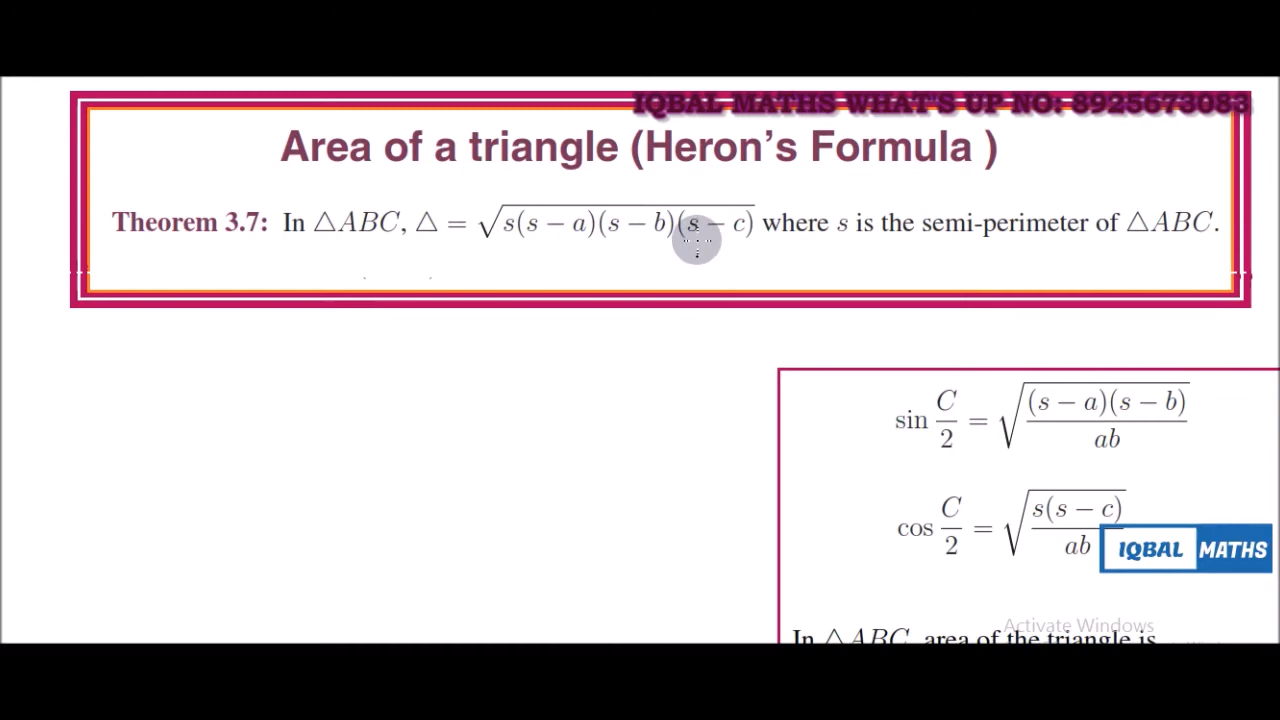 IQBAL MATHS WHAT'S UP NO: 8925673083
Area of a triangle (Heron's Formula )
Theorem 3.7: In △ABC, △ = √s(s − a)(s − b)(s − c) where s is the semi-perimeter of △ABC.
sin C/2 = √(s − a)(s − b)/ab
cos C/2 = √s(s − c)/ab
IQBAL MATHS
Activate Windows
In △ABC, area of the triangle is